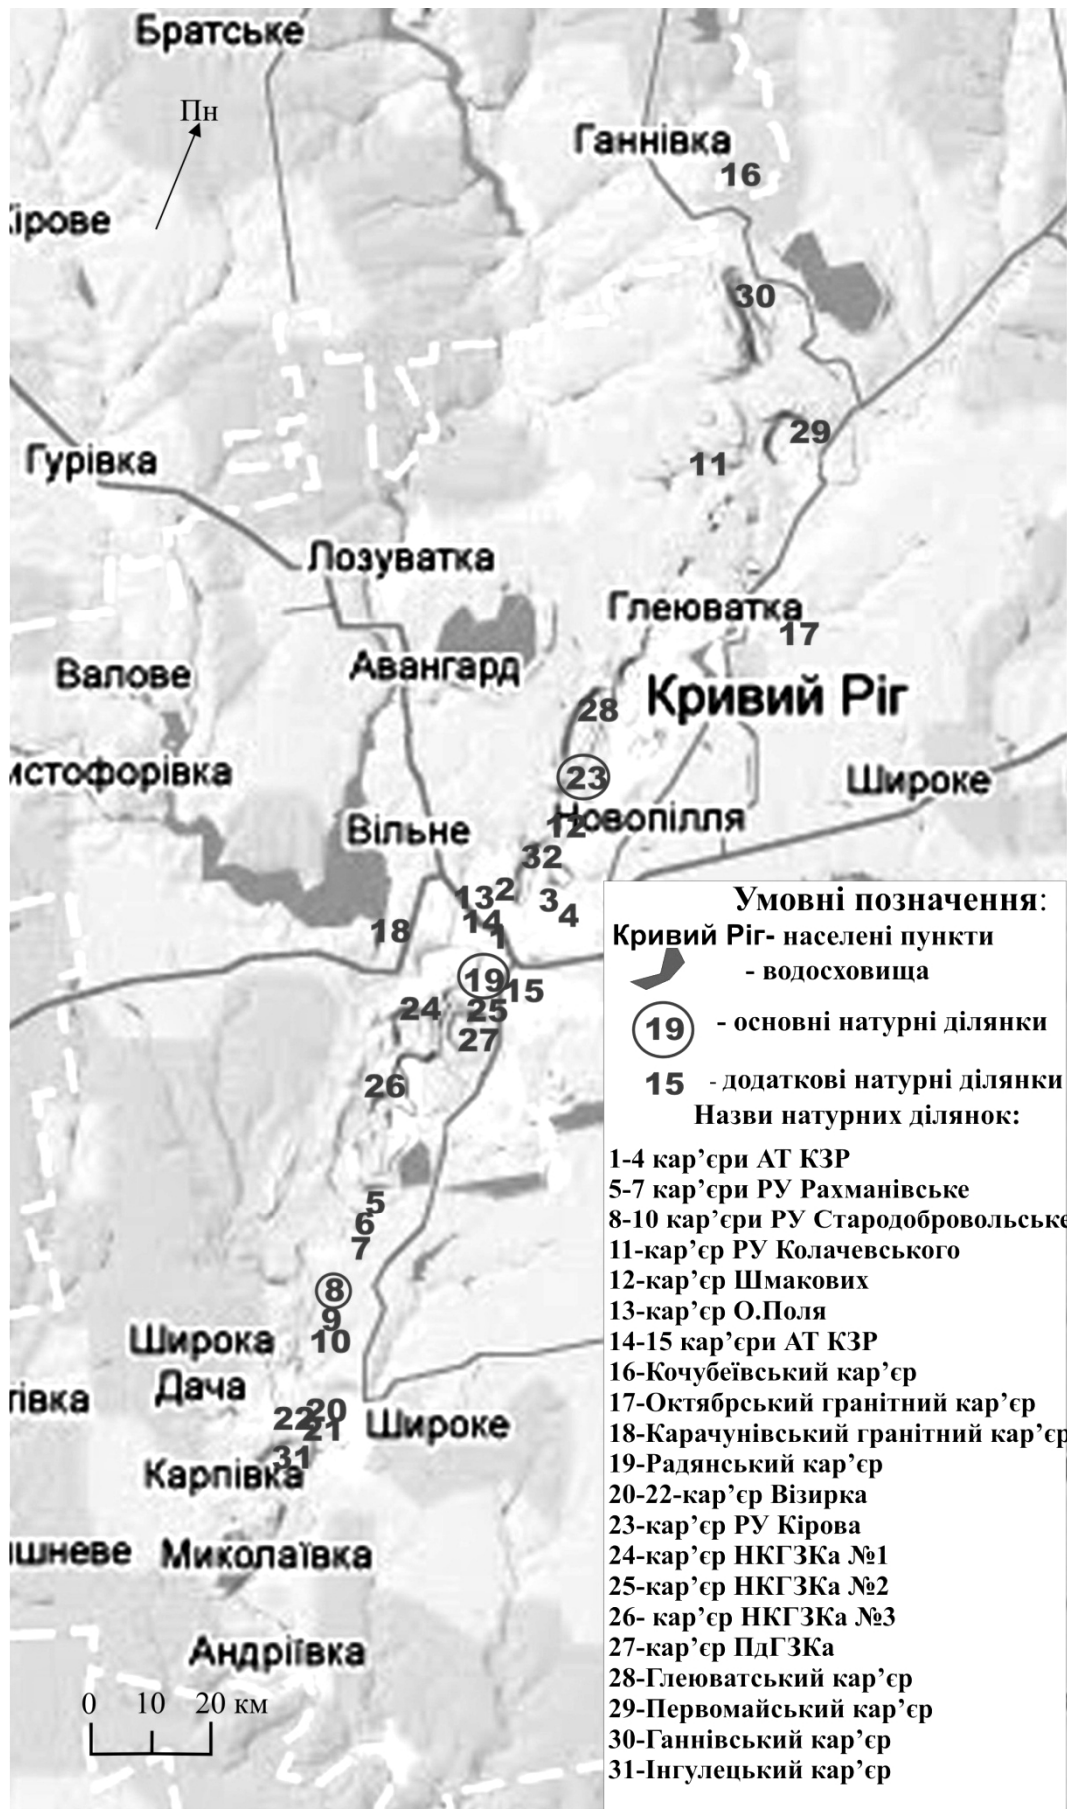 Братське
Пн
Ганнівка
16
Кірове
30
29
11
Гурівка
Лозуватка
Глеюватка
17
Авангард
Валове
Кривий Ріг
28
истофорівка
23
Широке
Новопілля
12
Вільне
32
2
13
3
4
14
18
1
19
15
24
25
27
26
5
6
7
8
9
10
Широка
Дача
тівка
20
22
21
Широке
31
Карпівка
ишневе
Миколаївка
Андріївка
0 10 20 км
Умовні позначення:
Кривий Ріг- населені пункти
- водосховища
19 - основні натурні ділянки
15 - додаткові натурні ділянки
Назви натурних ділянок:
1-4 кар’єри АТ КЗР
5-7 кар’єри РУ Рахманівське
8-10 кар’єри РУ Стародобровольське
11-кар’єр РУ Колачевського
12-кар’єр Шмакових
13-кар’єр О.Поля
14-15 кар’єри АТ КЗР
16-Кочубеївський кар’єр
17-Октябрський гранітний кар’єр
18-Карачунівський гранітний кар’єр
19-Радянський кар’єр
20-22-кар’єр Візирка
23-кар’єр РУ Кірова
24-кар’єр НКГЗКа №1
25-кар’єр НКГЗКа №2
26- кар’єр НКГЗКа №3
27-кар’єр ПдГЗКа
28-Глеюватський кар’єр
29-Первомайський кар’єр
30-Ганнівський кар’єр
31-Інгулецький кар’єр